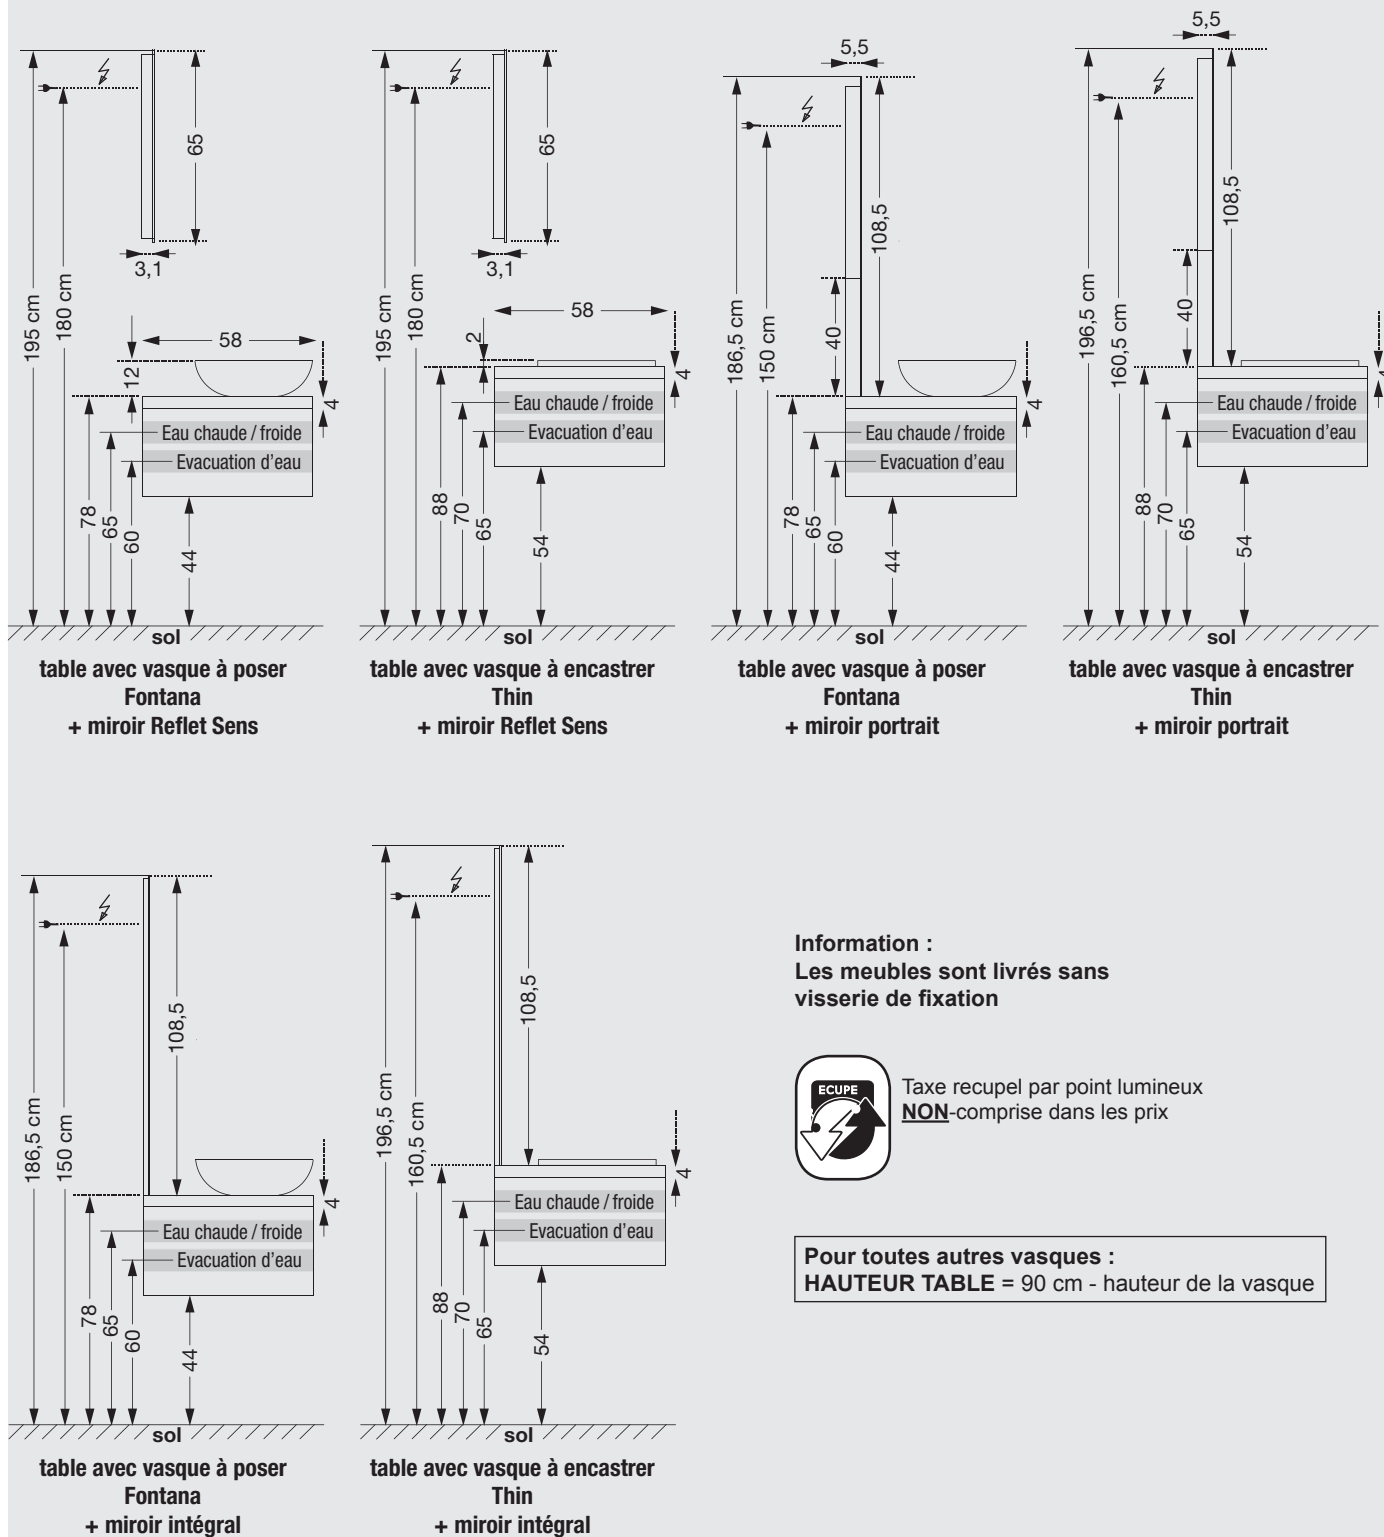 65
3,1
195 cm
180 cm
58
12
4
Eau chaude / froide
Evacuation d'eau
78
65
60
44
sol
table avec vasque à poser
Fontana
+ miroir Reflet Sens
65
3,1
195 cm
180 cm
58
2
4
Eau chaude / froide
Evacuation d'eau
88
70
65
54
sol
table avec vasque à encastrer
Thin
+ miroir Reflet Sens
5,5
108,5
186,5 cm
150 cm
40
4
Eau chaude / froide
Evacuation d'eau
78
65
60
44
sol
table avec vasque à poser
Fontana
+ miroir portrait
5,5
108,5
196,5 cm
160,5 cm
40
4
Eau chaude / froide
Evacuation d'eau
88
70
65
54
sol
table avec vasque à encastrer
Thin
+ miroir portrait
108,5
186,5 cm
150 cm
4
Eau chaude / froide
Evacuation d'eau
78
65
60
44
sol
table avec vasque à poser
Fontana
+ miroir intégral
108,5
196,5 cm
160,5 cm
4
Eau chaude / froide
Evacuation d'eau
88
70
65
54
sol
table avec vasque à encastrer
Thin
+ miroir intégral
Information :
Les meubles sont livrés sans
visserie de fixation
ECUPE
Taxe recupel par point lumineux
NON-comprise dans les prix
Pour toutes autres vasques :
HAUTEUR TABLE = 90 cm - hauteur de la vasque